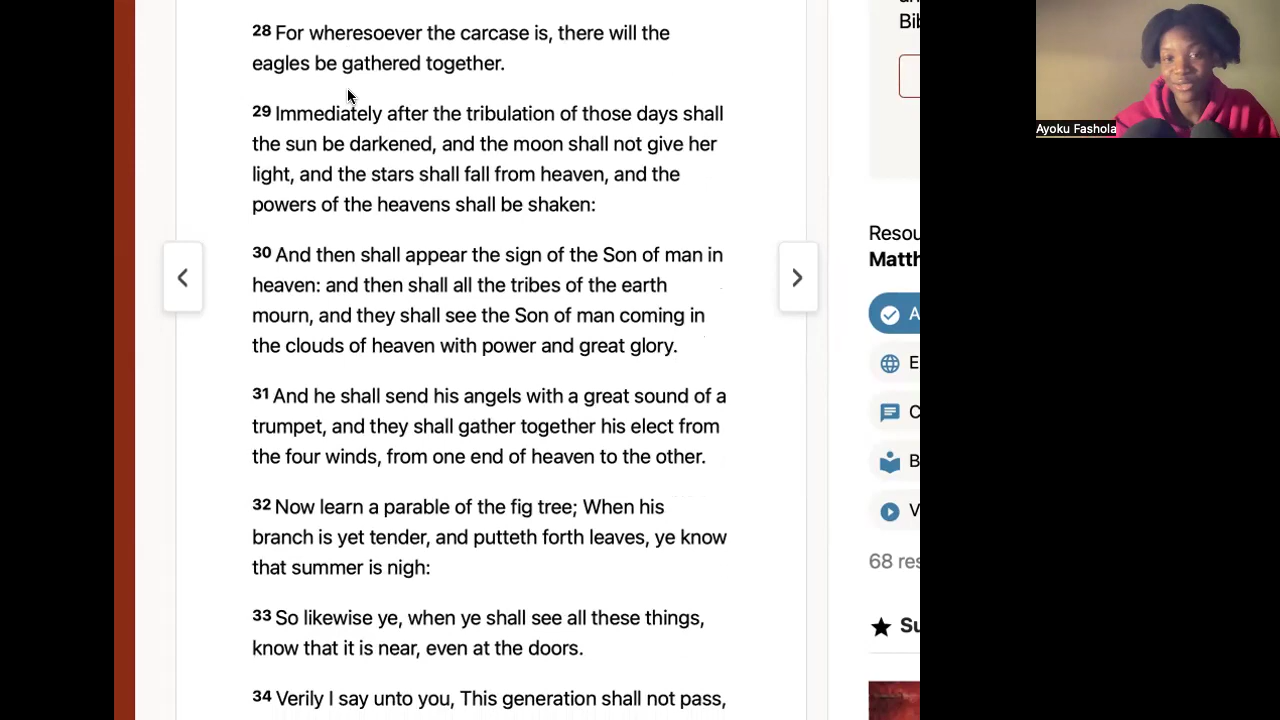 28 For wheresoever the carcase is, there will the
eagles be gathered together.
29 Immediately after the tribulation of those days shall
the sun be darkened, and the moon shall not give her
light, and the stars shall fall from heaven, and the
powers of the heavens shall be shaken:
30 And then shall appear the sign of the Son of man in
heaven: and then shall all the tribes of the earth
mourn, and they shall see the Son of man coming in
the clouds of heaven with power and great glory.
31 And he shall send his angels with a great sound of a
trumpet, and they shall gather together his elect from
the four winds, from one end of heaven to the other.
32 Now learn a parable of the fig tree; When his
branch is yet tender, and putteth forth leaves, ye know
that summer is nigh:
33 So likewise ye, when ye shall see all these things,
know that it is near, even at the doors.
34 Verily I say unto you, This generation shall not pass,
Bib
Resou
Matth
A
E
C
B
V
68 res
Su
Ayoku Fashola